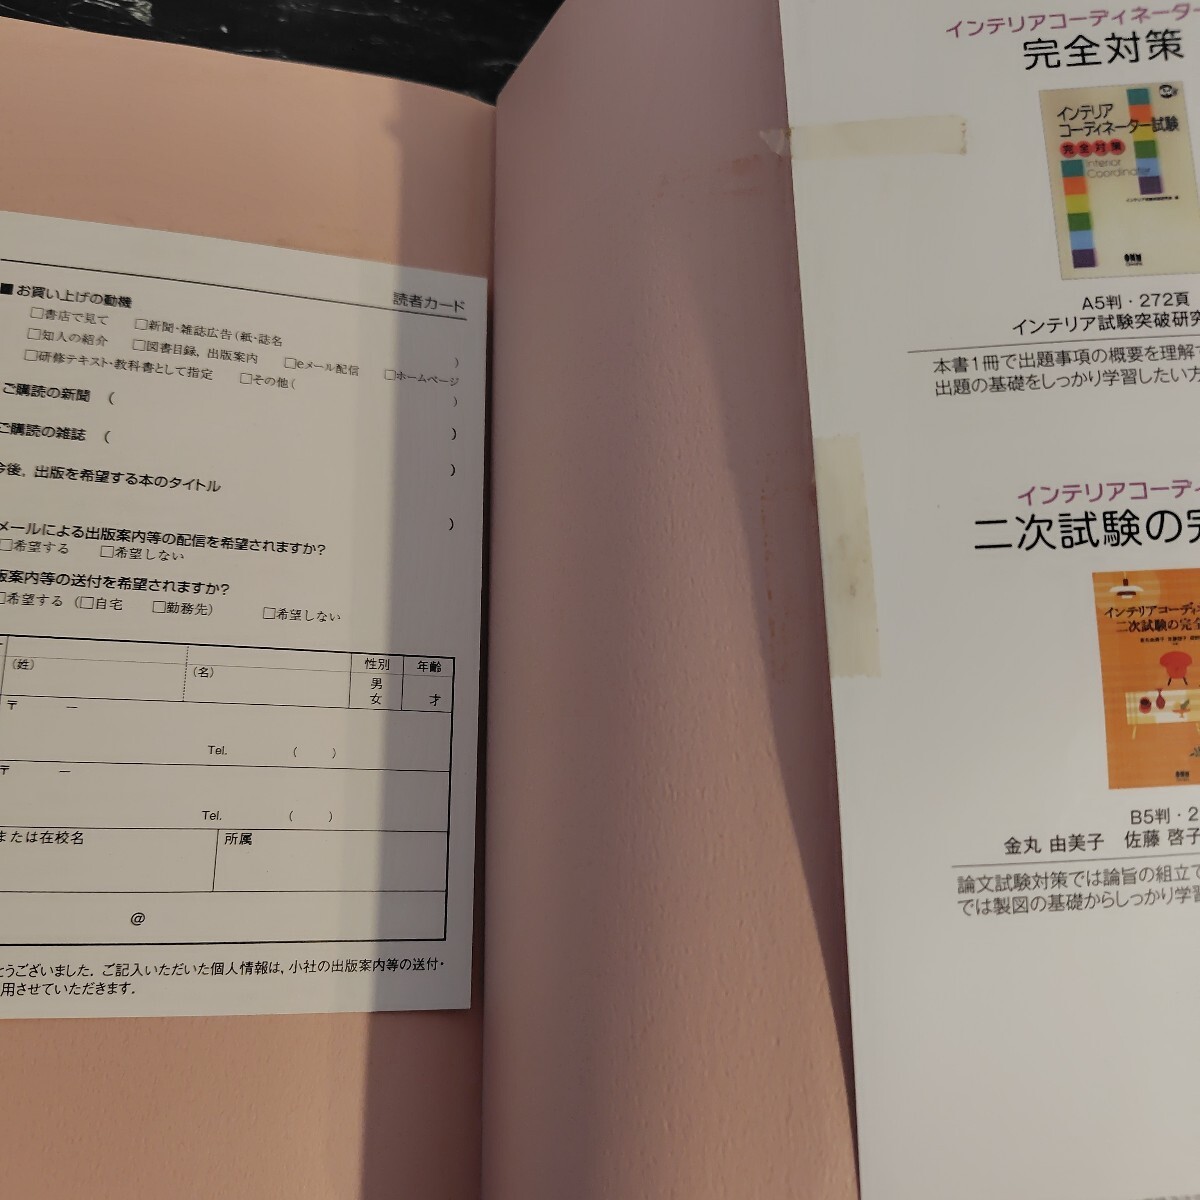 読者カード
■お買い上げの動機
□書店で見て □新聞・雑誌広告(紙・誌名 )
□知人の紹介 □図書目録, 出版案内 □eメール配信 □ホームページ
□研修テキスト・教科書として指定 □その他( )
ご購読の新聞 ( )
ご購読の雑誌 ( )
今後, 出版を希望する本のタイトル
)
メールによる出版案内等の配信を希望されますか?
□希望する □希望しない
版案内等の送付を希望されますか?
□希望する (□自宅 □勤務先) □希望しない
(姓) (名) 性別 年齢
男
女 才
〒 ー
Tel. ( )
〒 ー
Tel. ( )
または在校名 所属
@
とうございました. ご記入いただいた個人情報は, 小社の出版案内等の送付・
用させていただきます.
インテリアコーディネーター
完全対策
インテリア
コーディネーター試験
完全対策
Interior
Coordinator
OHM
A5判・272頁
インテリア試験突破研究
本書1冊で出題事項の概要を理解
出題の基礎をしっかり学習したい方
インテリアコーデ
二次試験の
インテリアコーディ
二次試験の完全
OHM
B5判・2
金丸 由美子 佐藤 啓子
論文試験対策では論旨の組立て
では製図の基礎からしっかり学習